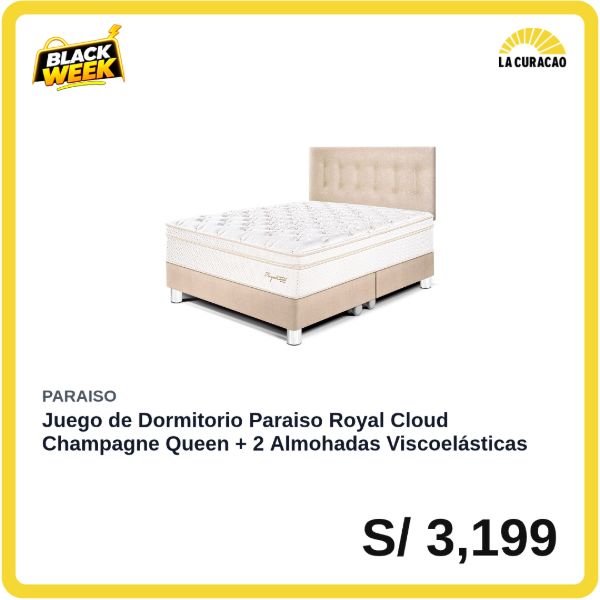 BLACK
WEEK
LA CURACAO
PARAISO
Juego de Dormitorio Paraiso Royal Cloud
Champagne Queen + 2 Almohadas Viscoelásticas
S/ 3,199